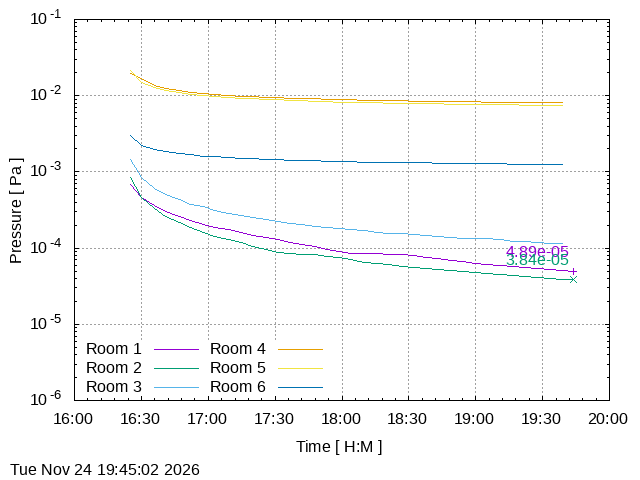 10^-1
10^-2
10^-3
10^-4
10^-5
10^-6
Pressure [ Pa ]
4.89e-05
3.84e-05
Room 1 Room 4
Room 2 Room 5
Room 3 Room 6
16:00 16:30 17:00 17:30 18:00 18:30 19:00 19:30 20:00
Time [ H:M ]
Tue Nov 24 19:45:02 2026